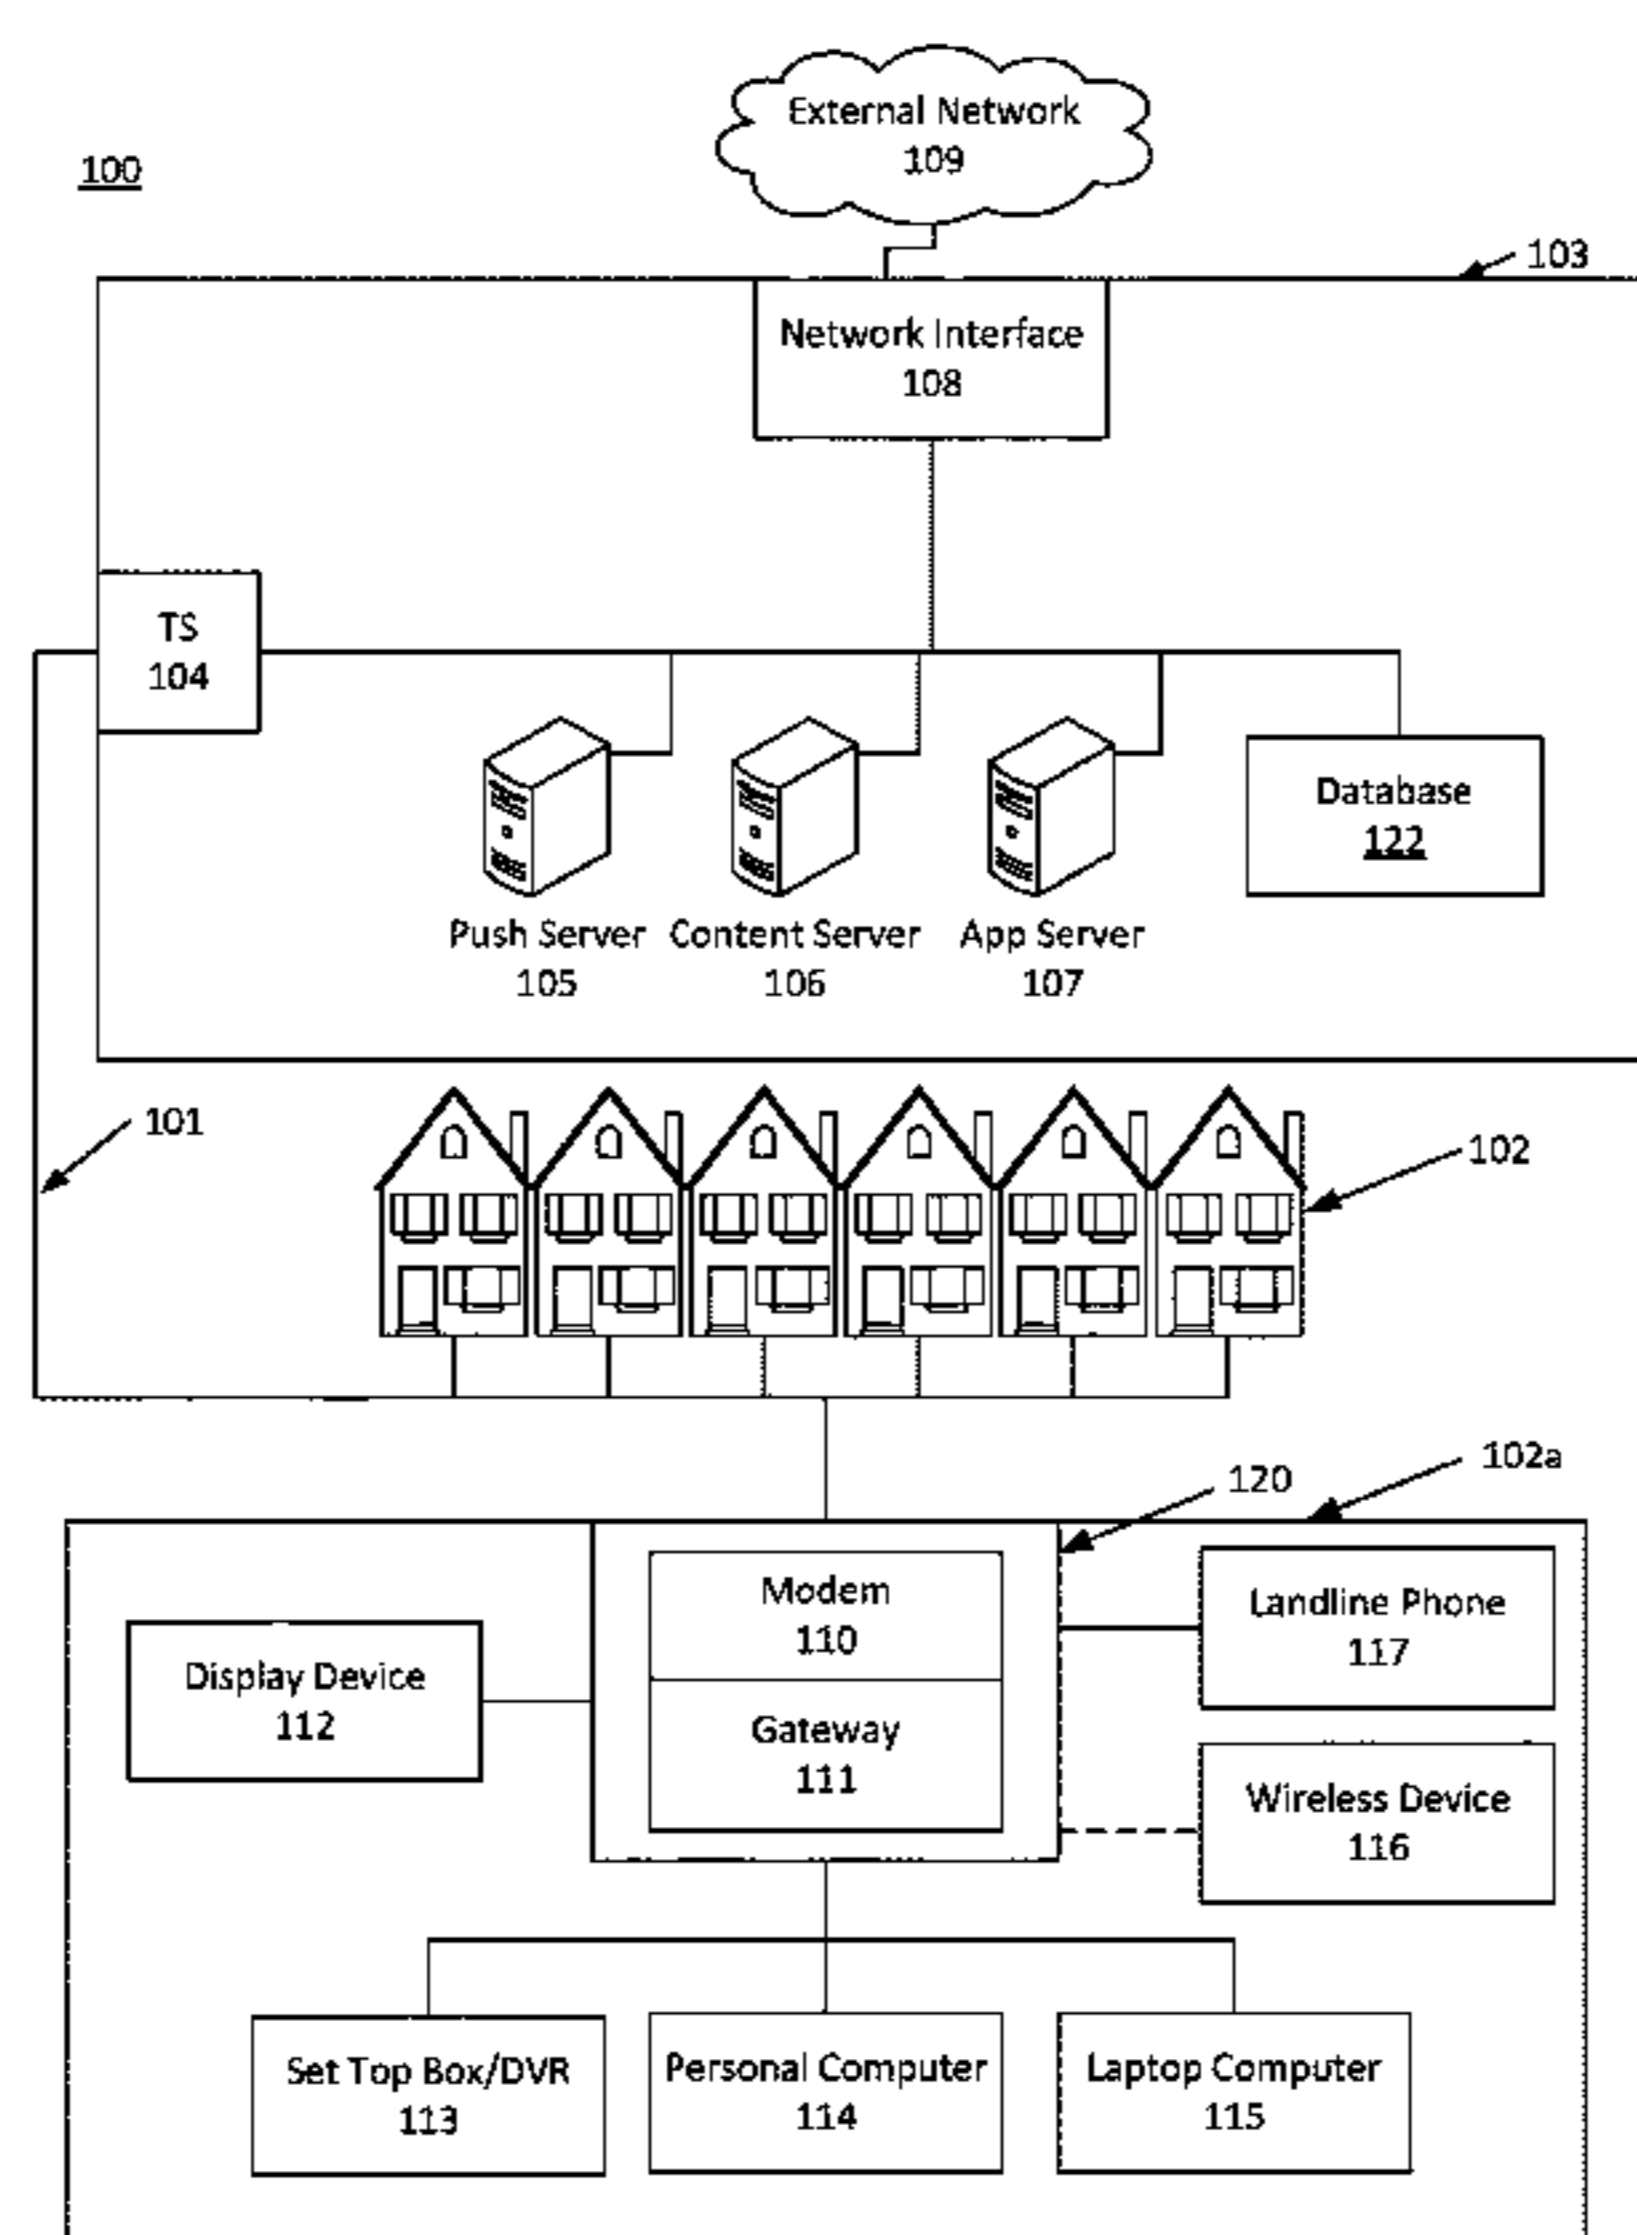 External Network
109
100
103
Network Interface
108
TS
104
Database
122
Push Server
105
Content Server
106
App Server
107
101
102
102a
120
Modem
110
Landline Phone
117
Display Device
112
Gateway
111
Wireless Device
116
Set Top Box/DVR
113
Personal Computer
114
Laptop Computer
115